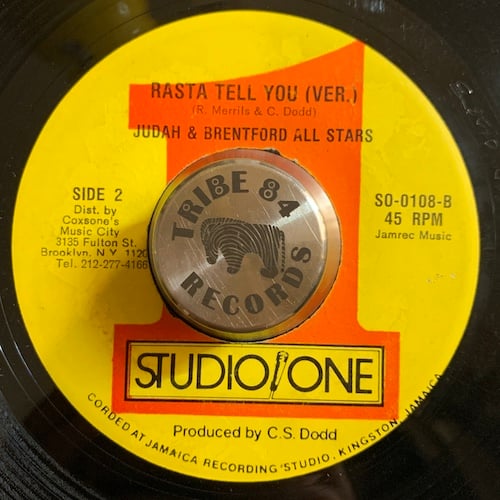 RASTA TELL YOU (VER.)
(R. Merrils & C. Dodd)
JUDAH & BRENTFORD ALL STARS
SIDE 2
Dist. by
Coxsone's
Music City
3135 Fulton St.
Brooklyn, N.Y. 1120
Tel. 212-277-4166
SO-0108-B
45 RPM
Jamrec Music
TRIBE 84
RECORDS
STUDIO ONE
Produced by C.S. Dodd
CORDED AT JAMAICA RECORDING STUDIO, KINGSTON, JAMAICA